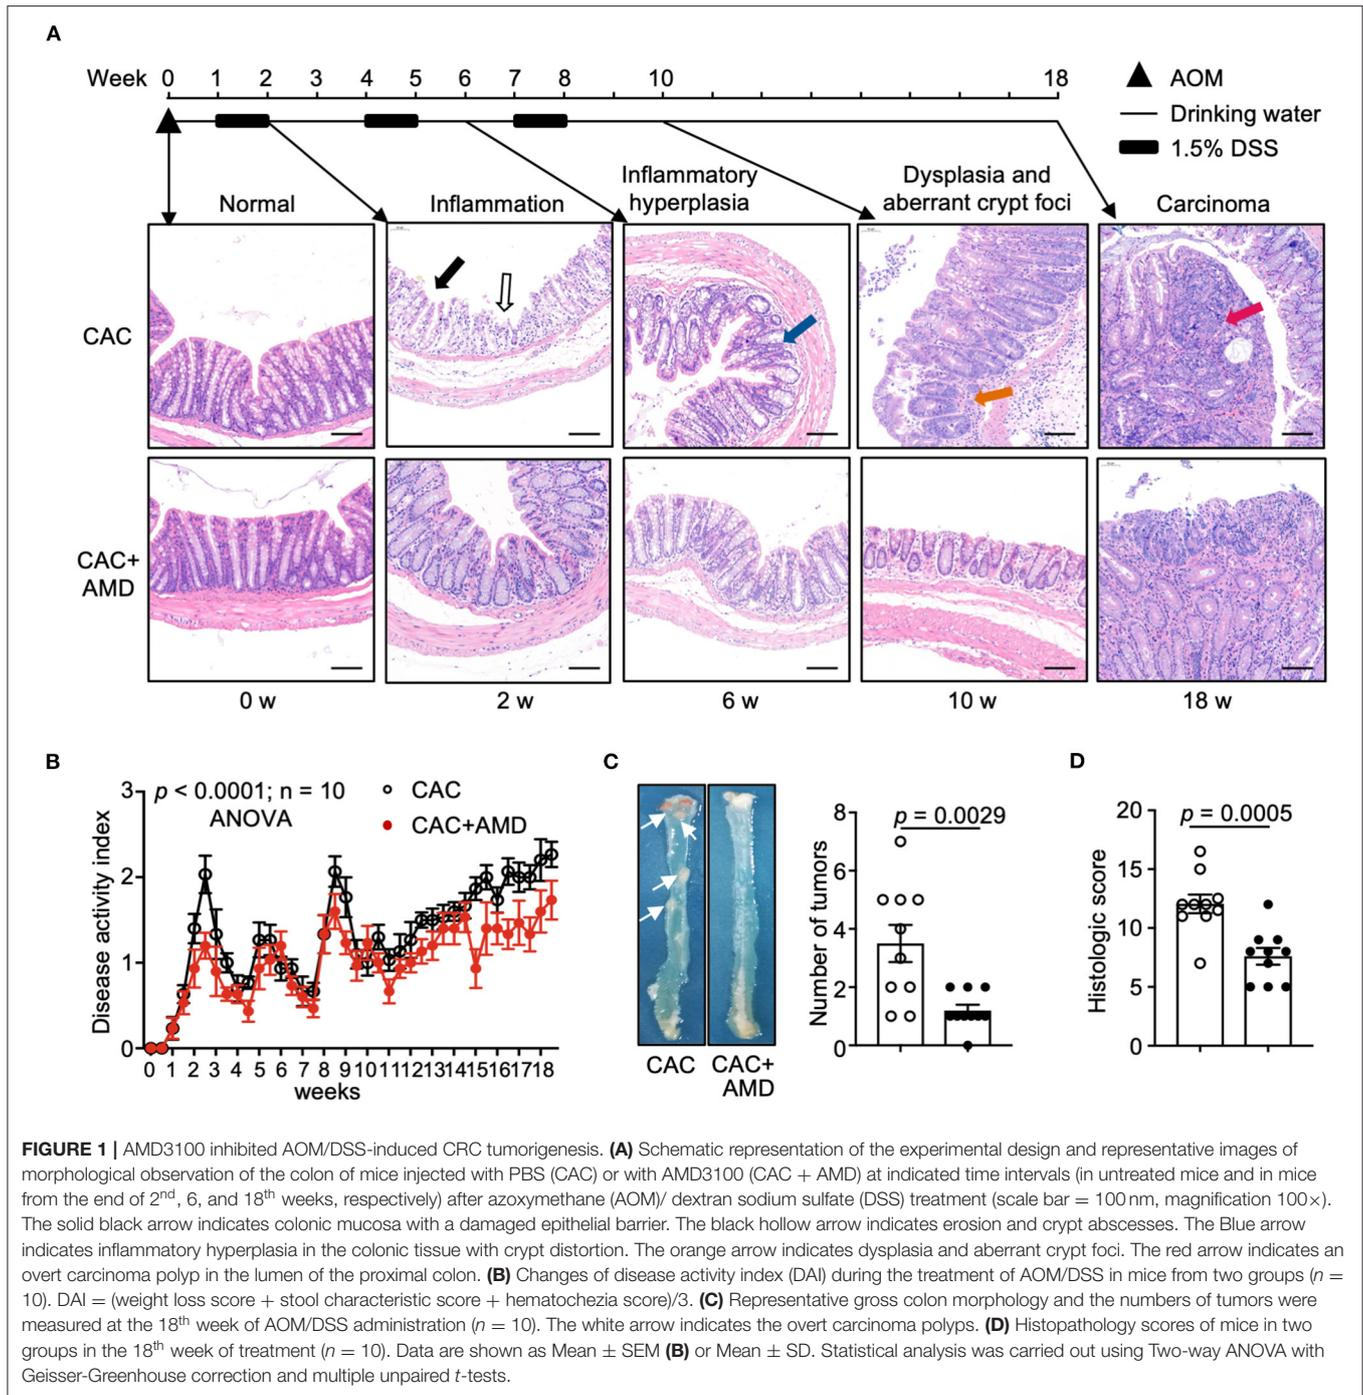 A
Week 0 1 2 3 4 5 6 7 8 10 18
AOM
Drinking water
1.5% DSS
Normal
Inflammation
Inflammatory
hyperplasia
Dysplasia and
aberrant crypt foci
Carcinoma
CAC
CAC+
AMD
0 w 2 w 6 w 10 w 18 w
B
p < 0.0001; n = 10
ANOVA
CAC
CAC+AMD
Disease activity index
3
2
1
0
0 1 2 3 4 5 6 7 8 9 10 11 12 13 14 15 16 17 18
weeks
C
CAC
CAC+
AMD
Number of tumors
8
6
4
2
0
p = 0.0029
D
Histologic score
20
15
10
5
0
p = 0.0005
FIGURE 1 | AMD3100 inhibited AOM/DSS-induced CRC tumorigenesis. (A) Schematic representation of the experimental design and representative images of
morphological observation of the colon of mice injected with PBS (CAC) or with AMD3100 (CAC + AMD) at indicated time intervals (in untreated mice and in mice
from the end of 2nd, 6, and 18th weeks, respectively) after azoxymethane (AOM)/ dextran sodium sulfate (DSS) treatment (scale bar = 100 nm, magnification 100×).
The solid black arrow indicates colonic mucosa with a damaged epithelial barrier. The black hollow arrow indicates erosion and crypt abscesses. The Blue arrow
indicates inflammatory hyperplasia in the colonic tissue with crypt distortion. The orange arrow indicates dysplasia and aberrant crypt foci. The red arrow indicates an
overt carcinoma polyp in the lumen of the proximal colon. (B) Changes of disease activity index (DAI) during the treatment of AOM/DSS in mice from two groups (n =
10). DAI = (weight loss score + stool characteristic score + hematochezia score)/3. (C) Representative gross colon morphology and the numbers of tumors were
measured at the 18th week of AOM/DSS administration (n = 10). The white arrow indicates the overt carcinoma polyps. (D) Histopathology scores of mice in two
groups in the 18th week of treatment (n = 10). Data are shown as Mean ± SEM (B) or Mean ± SD. Statistical analysis was carried out using Two-way ANOVA with
Geisser-Greenhouse correction and multiple unpaired t-tests.